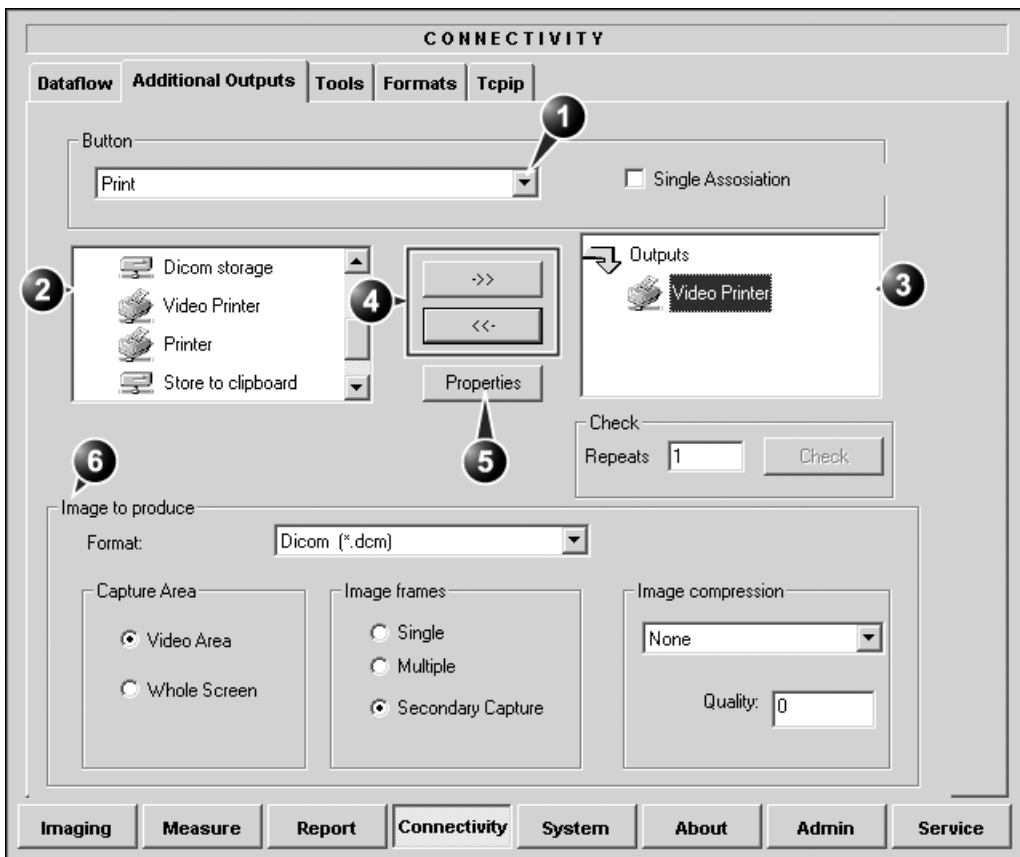 CONNECTIVITY
Dataflow Additional Outputs Tools Formats Tcpip
1
Button
Print Single Assosiation
2 Dicom storage
Video Printer
Printer
Store to clipboard
4 ->>
<<-
Properties
5
Outputs
Video Printer
3
Check
Repeats 1 Check
6
Image to produce
Format: Dicom (*.dcm)
Capture Area
Video Area
Whole Screen
Image frames
Single
Multiple
Secondary Capture
Image compression
None
Quality: 0
Imaging Measure Report Connectivity System About Admin Service